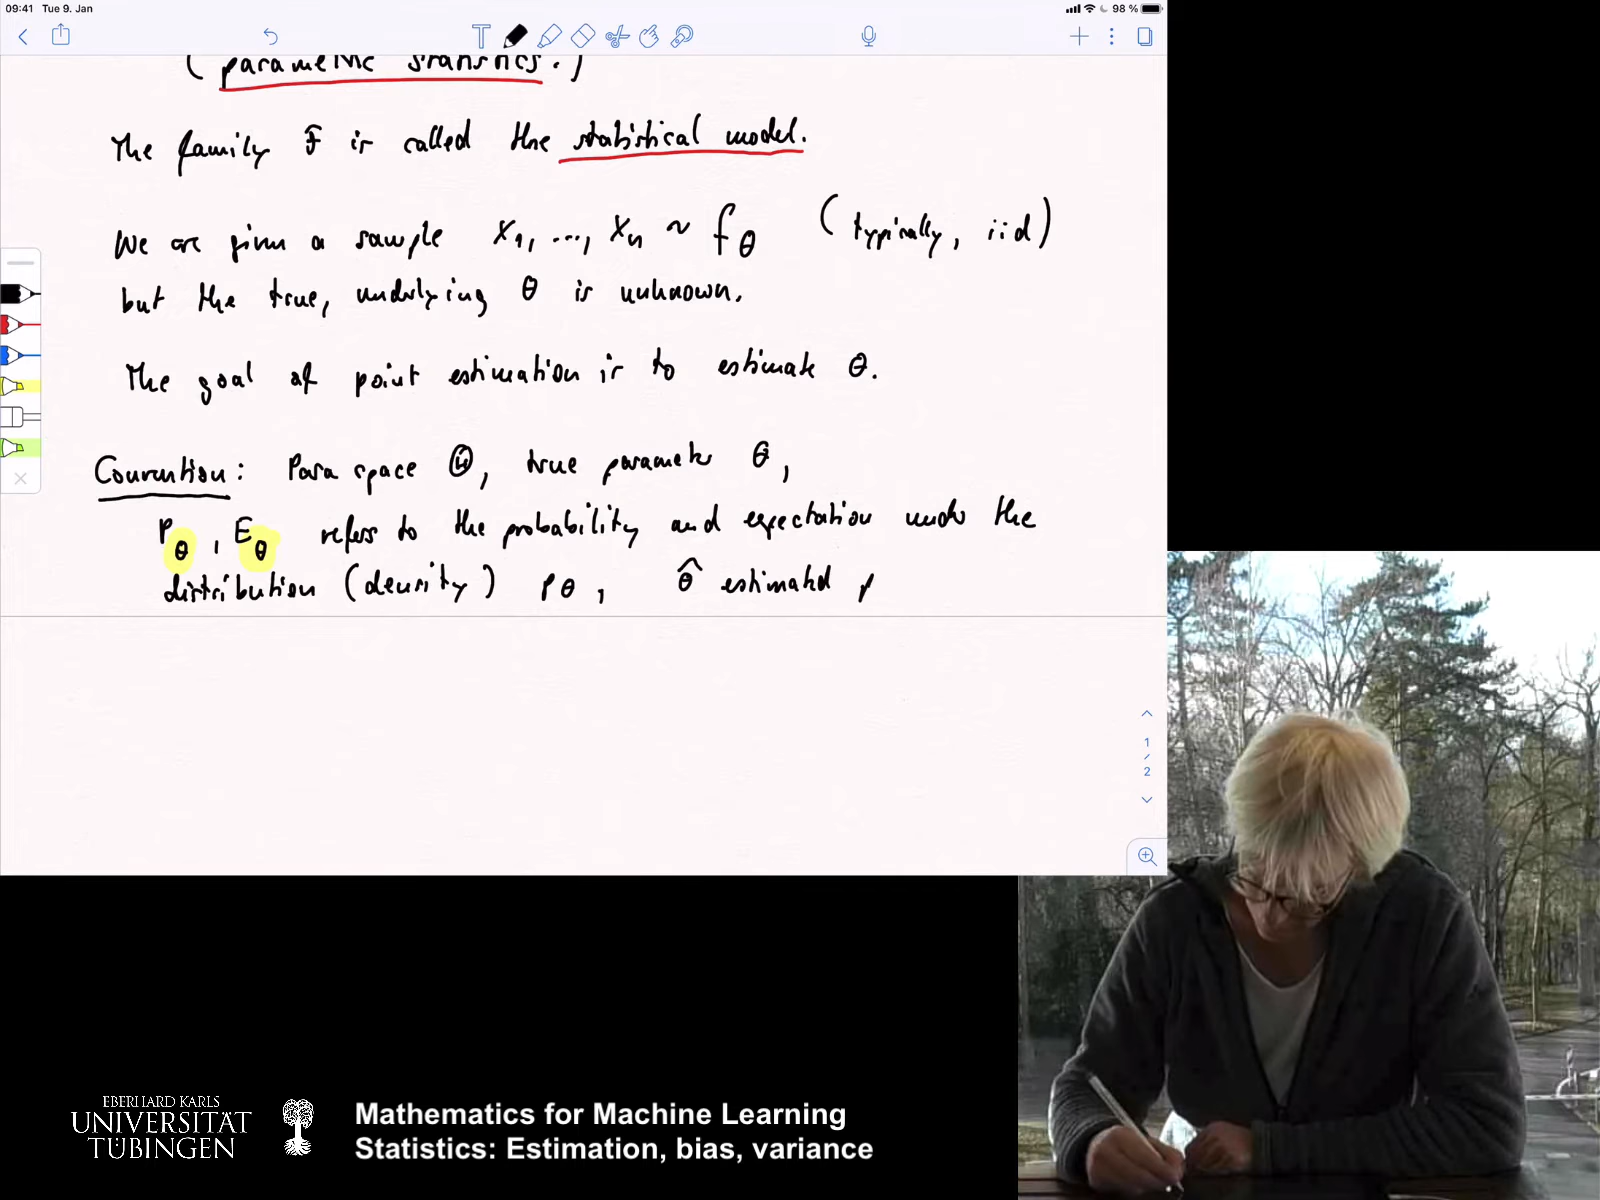 09:41 Tue 9. Jan 98 %
(parametric statistics.)
The family F is called the statistical model.
We are given a sample X1, ..., Xn ~ fθ (typically, iid)
but the true, underlying θ is unknown.
The goal of point estimation is to estimate θ.
Convention: Para space Θ, true parameter θ,
Pθ, Eθ refers to the probability and expectation under the
distribution (density) pθ, θ̂ estimated p
1
/
2
EBERHARD KARLS
UNIVERSITÄT
TÜBINGEN
Mathematics for Machine Learning
Statistics: Estimation, bias, variance